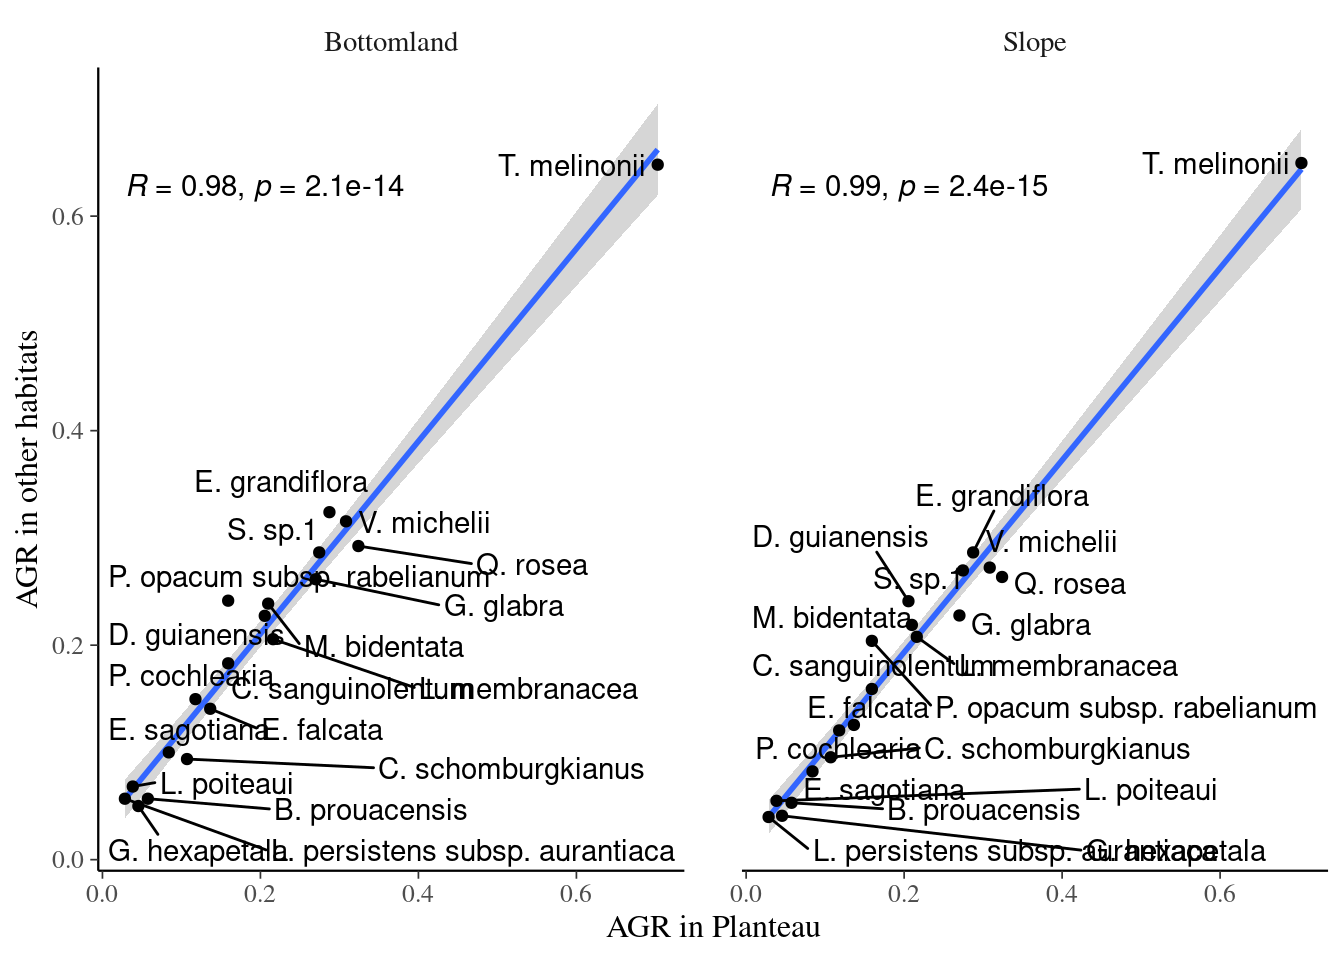 Bottomland
Slope
AGR in other habitats
0.6
0.4
0.2
0.0
R = 0.98, p = 2.1e-14
T. melinonii
E. grandiflora
S. sp.1
V. michelii
Q. rosea
P. opacum subsp. rabelianum
G. glabra
D. guianensis
M. bidentata
P. cochlearia
C. sanguinolentum
L. membranacea
E. sagotiana
E. falcata
C. schomburgkianus
L. poiteaui
B. prouacensis
G. hexapetala
L. persistens subsp. aurantiaca
0.0
0.2
0.4
0.6
R = 0.99, p = 2.4e-15
T. melinonii
E. grandiflora
D. guianensis
V. michelii
S. sp.1
Q. rosea
M. bidentata
G. glabra
C. sanguinolentum
L. membranacea
E. falcata
P. opacum subsp. rabelianum
P. cochlearia
C. schomburgkianus
E. sagotiana
L. poiteaui
B. prouacensis
L. persistens subsp. aurantiaca
G. hexapetala
0.0
0.2
0.4
0.6
AGR in Planteau